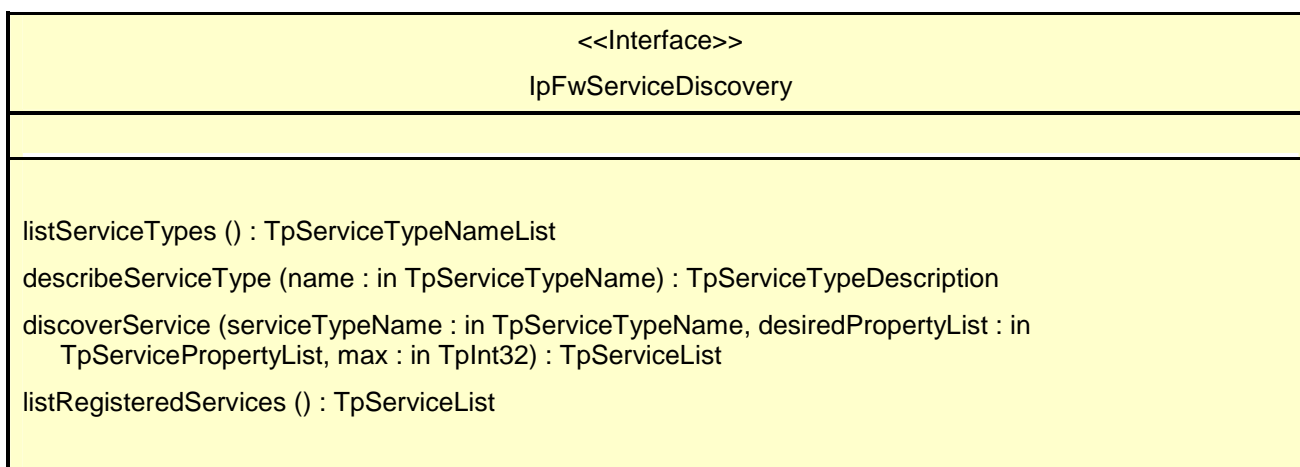 <<Interface>>
IpFwServiceDiscovery
listServiceTypes () : TpServiceTypeNameList
describeServiceType (name : in TpServiceTypeName) : TpServiceTypeDescription
discoverService (serviceTypeName : in TpServiceTypeName, desiredPropertyList : in
TpServicePropertyList, max : in TpInt32) : TpServiceList
listRegisteredServices () : TpServiceList